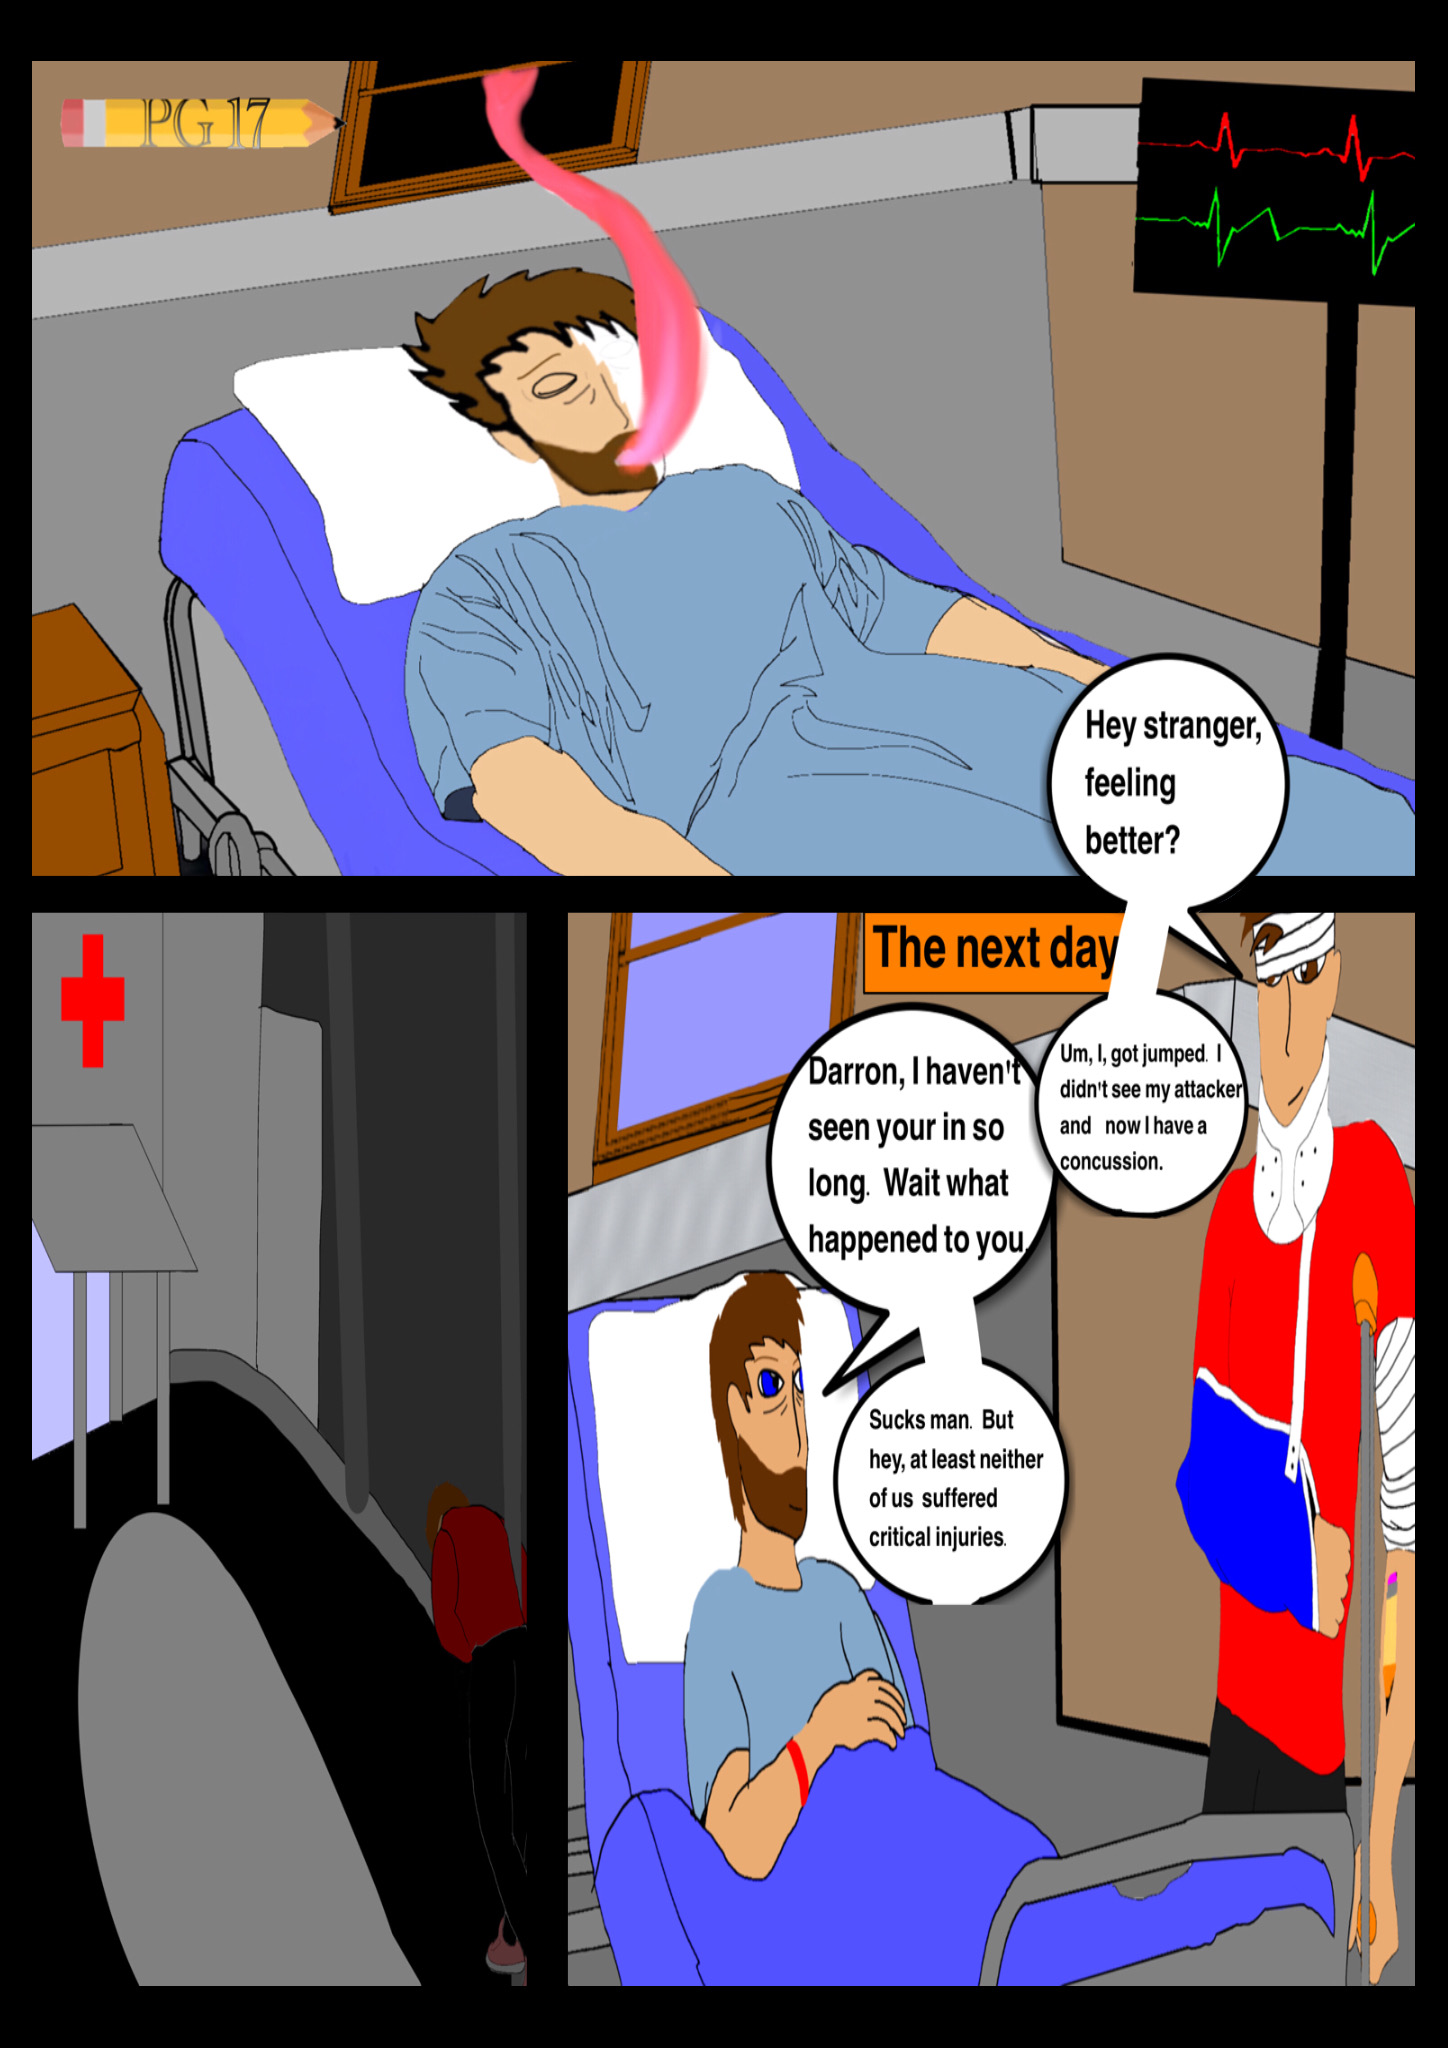 PG 17
Hey stranger,
feeling
better?
The next day
Um, I, got jumped. I
didn't see my attacker
and now I have a
concussion.
Darron, I haven't
seen your in so
long. Wait what
happened to you.
Sucks man. But
hey, at least neither
of us suffered
critical injuries.